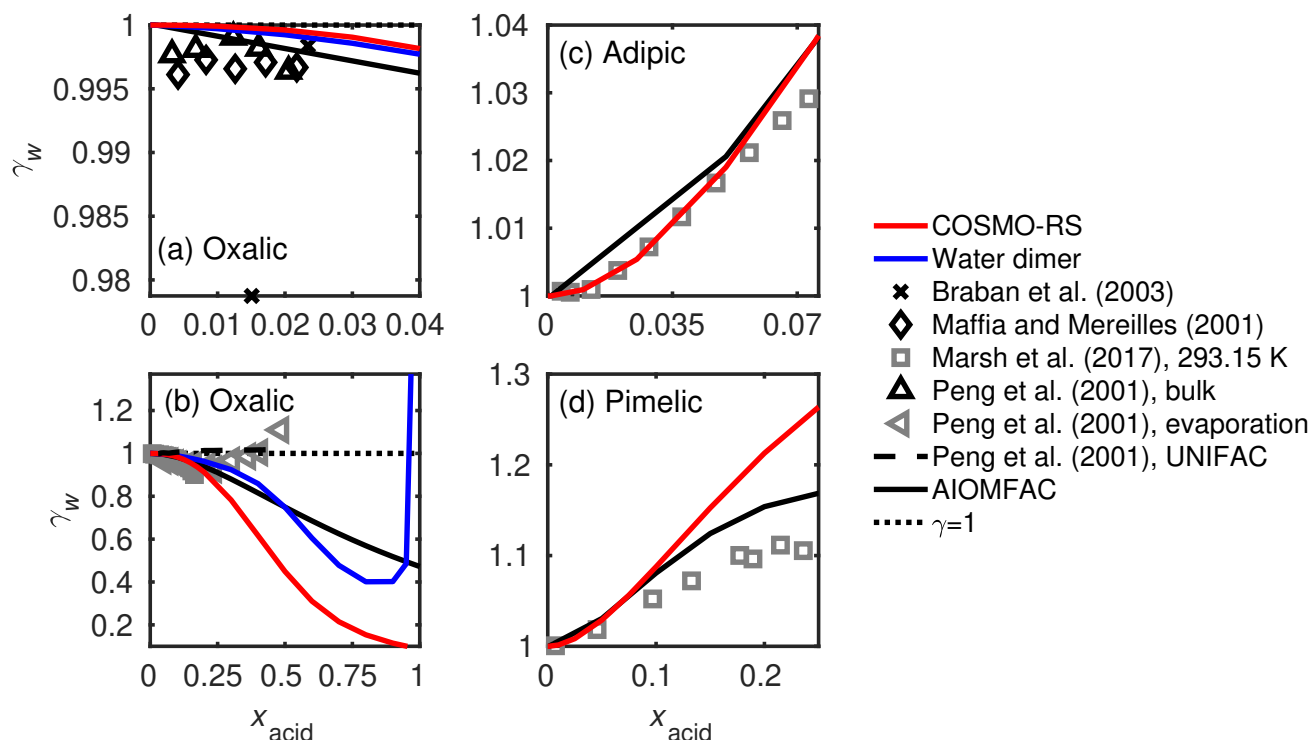 1
0.995
0.99
0.985
0.98
γw
(a) Oxalic
0 0.01 0.02 0.03 0.04
1.04
1.03
1.02
1.01
1
(c) Adipic
0 0.035 0.07
1.2
1
0.8
0.6
0.4
0.2
γw
(b) Oxalic
0 0.25 0.5 0.75 1
xacid
1.3
1.2
1.1
1
(d) Pimelic
0 0.1 0.2
xacid
COSMO-RS
Water dimer
Braban et al. (2003)
Maffia and Mereilles (2001)
Marsh et al. (2017), 293.15 K
Peng et al. (2001), bulk
Peng et al. (2001), evaporation
Peng et al. (2001), UNIFAC
AIOMFAC
γ=1